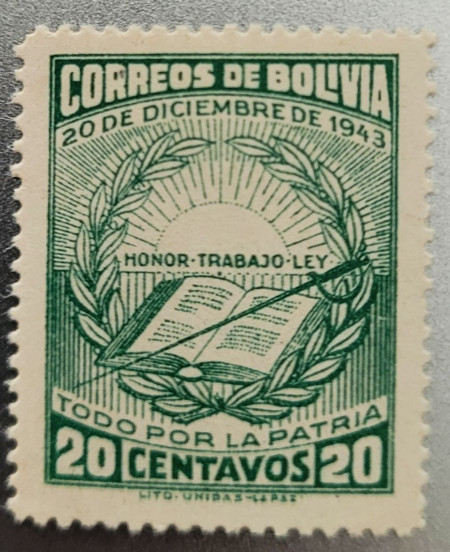 CORREOS DE BOLIVIA
20 DE DICIEMBRE DE 1943
HONOR·TRABAJO·LEY
TODO POR LA PATRIA
20 CENTAVOS 20
LITO. UNIDAS-LA PAZ